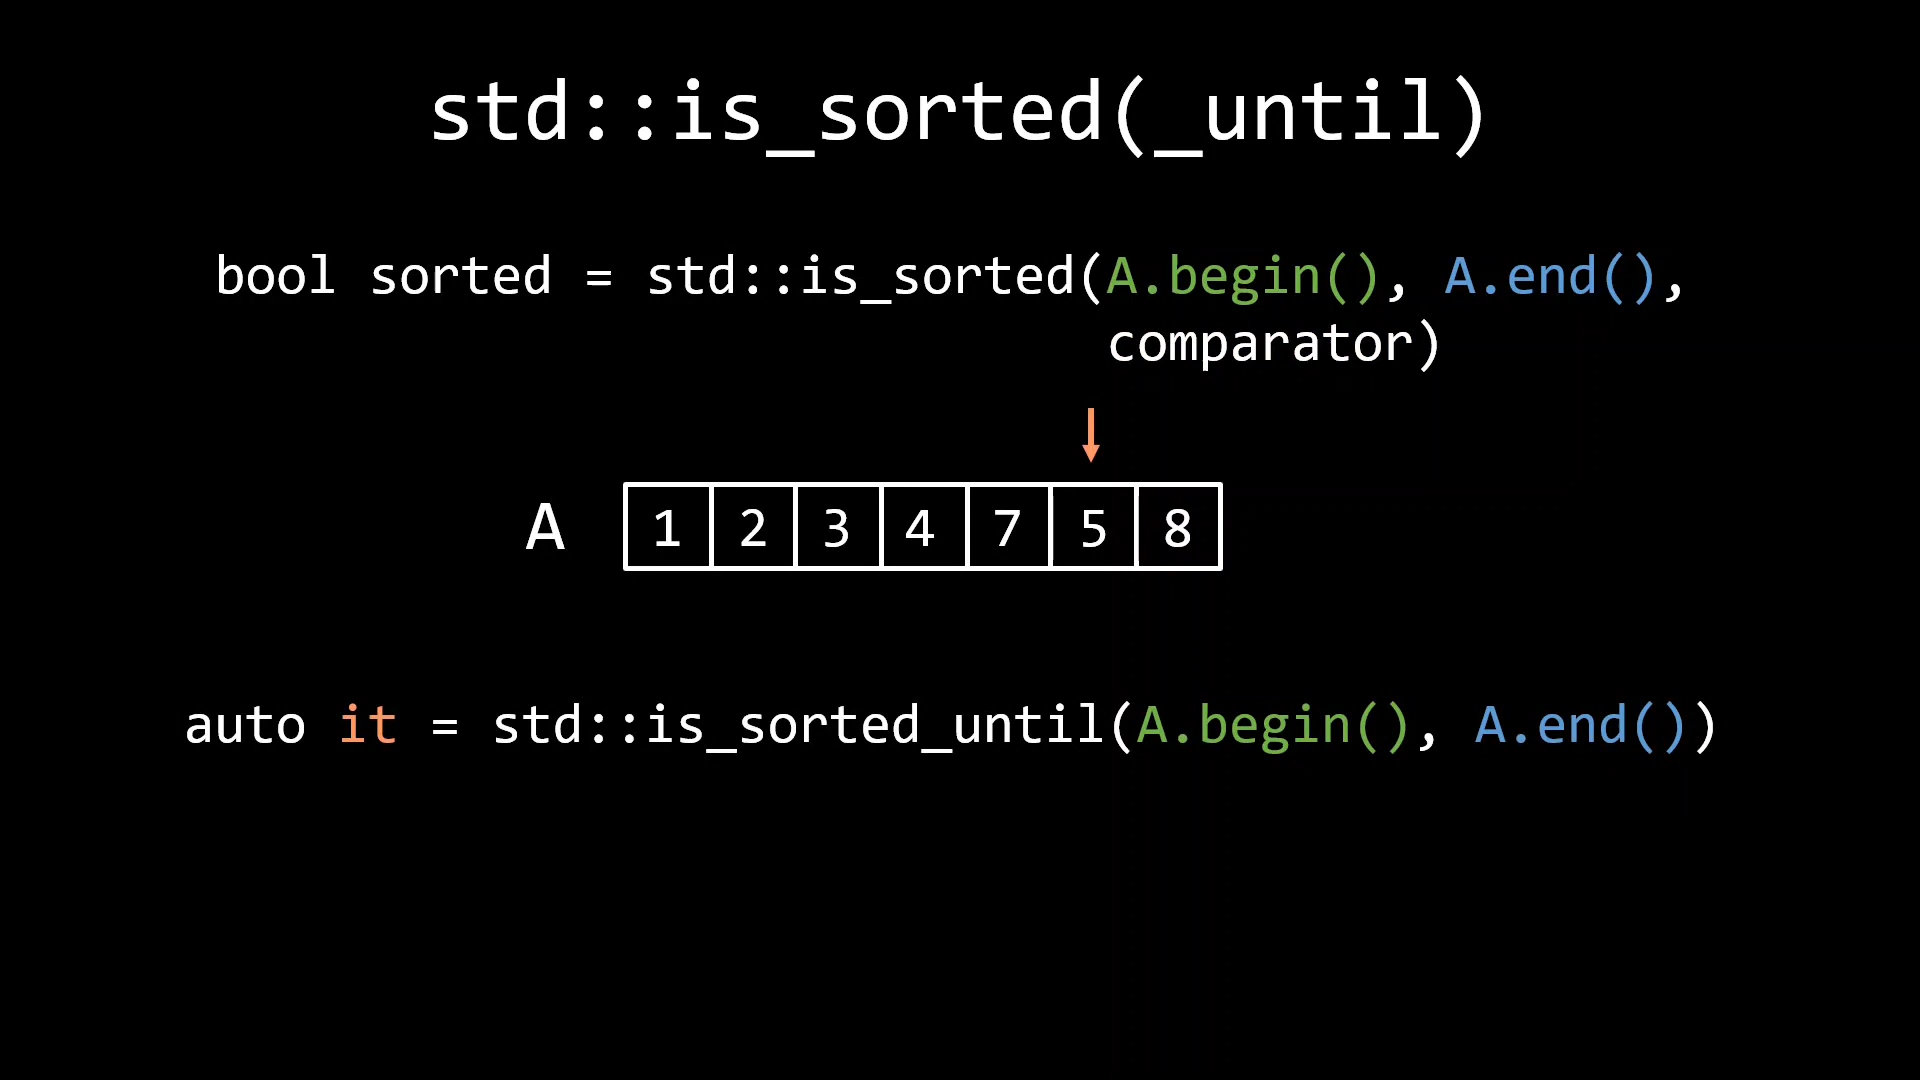 std::is_sorted(_until)
bool sorted = std::is_sorted(A.begin(), A.end(),
comparator)
A 1 2 3 4 7 5 8
auto it = std::is_sorted_until(A.begin(), A.end())